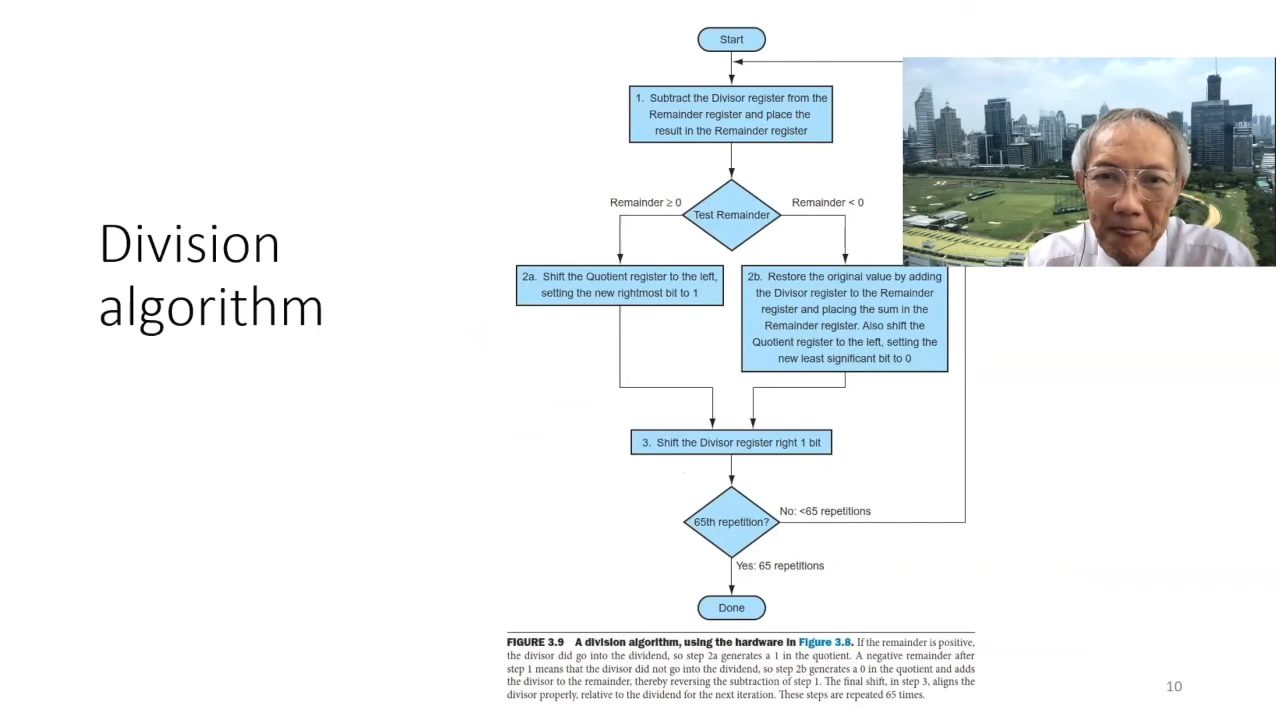 Division
algorithm
Start
1. Subtract the Divisor register from the
Remainder register and place the
result in the Remainder register
Remainder ≥ 0
Test Remainder
Remainder < 0
2a. Shift the Quotient register to the left,
setting the new rightmost bit to 1
2b. Restore the original value by adding
the Divisor register to the Remainder
register and placing the sum in the
Remainder register. Also shift the
Quotient register to the left, setting the
new least significant bit to 0
3. Shift the Divisor register right 1 bit
65th repetition?
No: <65 repetitions
Yes: 65 repetitions
Done
FIGURE 3.9 A division algorithm, using the hardware in Figure 3.8. If the remainder is positive,
the divisor did go into the dividend, so step 2a generates a 1 in the quotient. A negative remainder after
step 1 means that the divisor did not go into the dividend, so step 2b generates a 0 in the quotient and adds
the divisor to the remainder, thereby reversing the subtraction of step 1. The final shift, in step 3, aligns the
divisor properly, relative to the dividend for the next iteration. These steps are repeated 65 times.
10